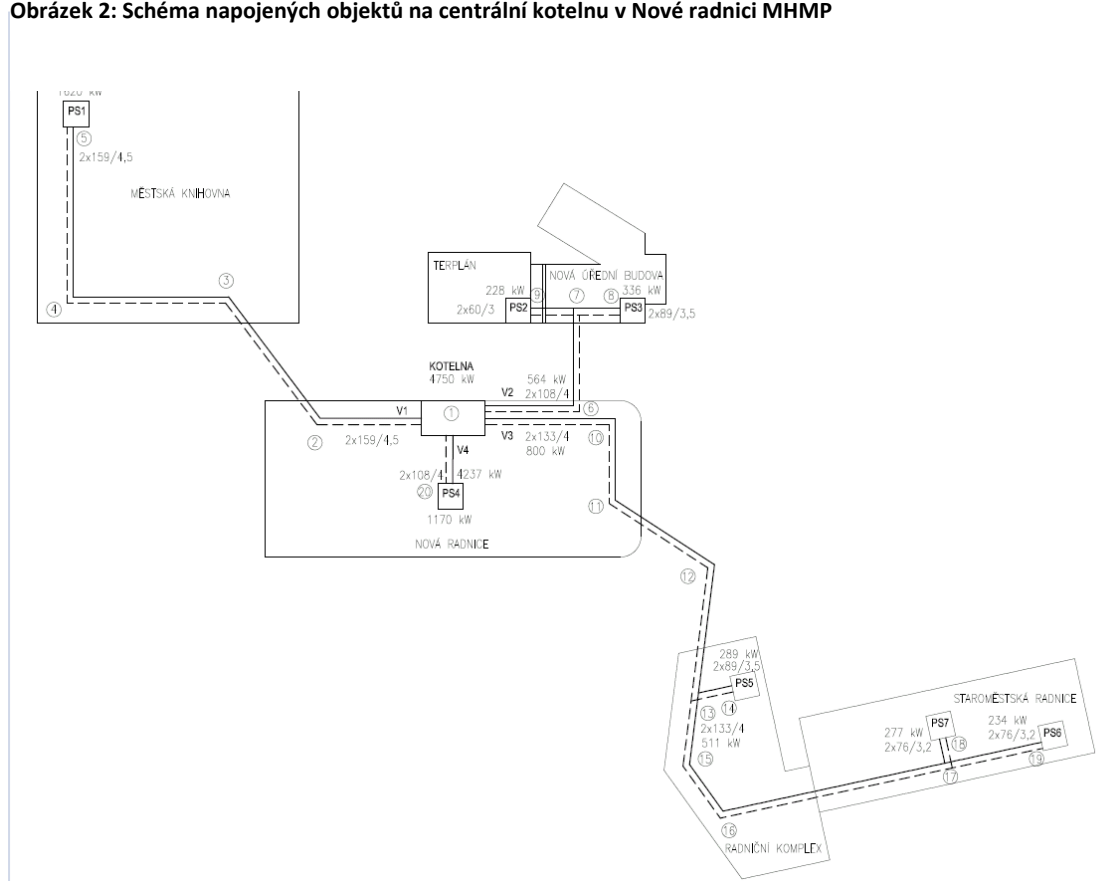 Obrázek 2: Schéma napojených objektů na centrální kotelnu v Nové radnici MHMP
1620 kW
PS1
5
2x159/4,5
MĚSTSKÁ KNIHOVNA
3
4
TERPLÁN
NOVÁ ÚŘEDNÍ BUDOVA
228 kW
9
7
8
336 kW
2x60/3
PS2
PS3
2x89/3,5
KOTELNA
4750 kW
564 kW
V2
2x108/4
V1
1
6
2
2x159/4,5
V3
2x133/4
10
800 kW
V4
2x108/4
4237 kW
20
PS4
11
1170 kW
NOVÁ RADNICE
12
289 kW
2x89/3,5
PS5
13
14
2x133/4
511 kW
15
STAROMĚSTSKÁ RADNICE
PS7
277 kW
2x76/3,2
18
234 kW
2x76/3,2
PS6
19
17
16
RADNIČNÍ KOMPLEX